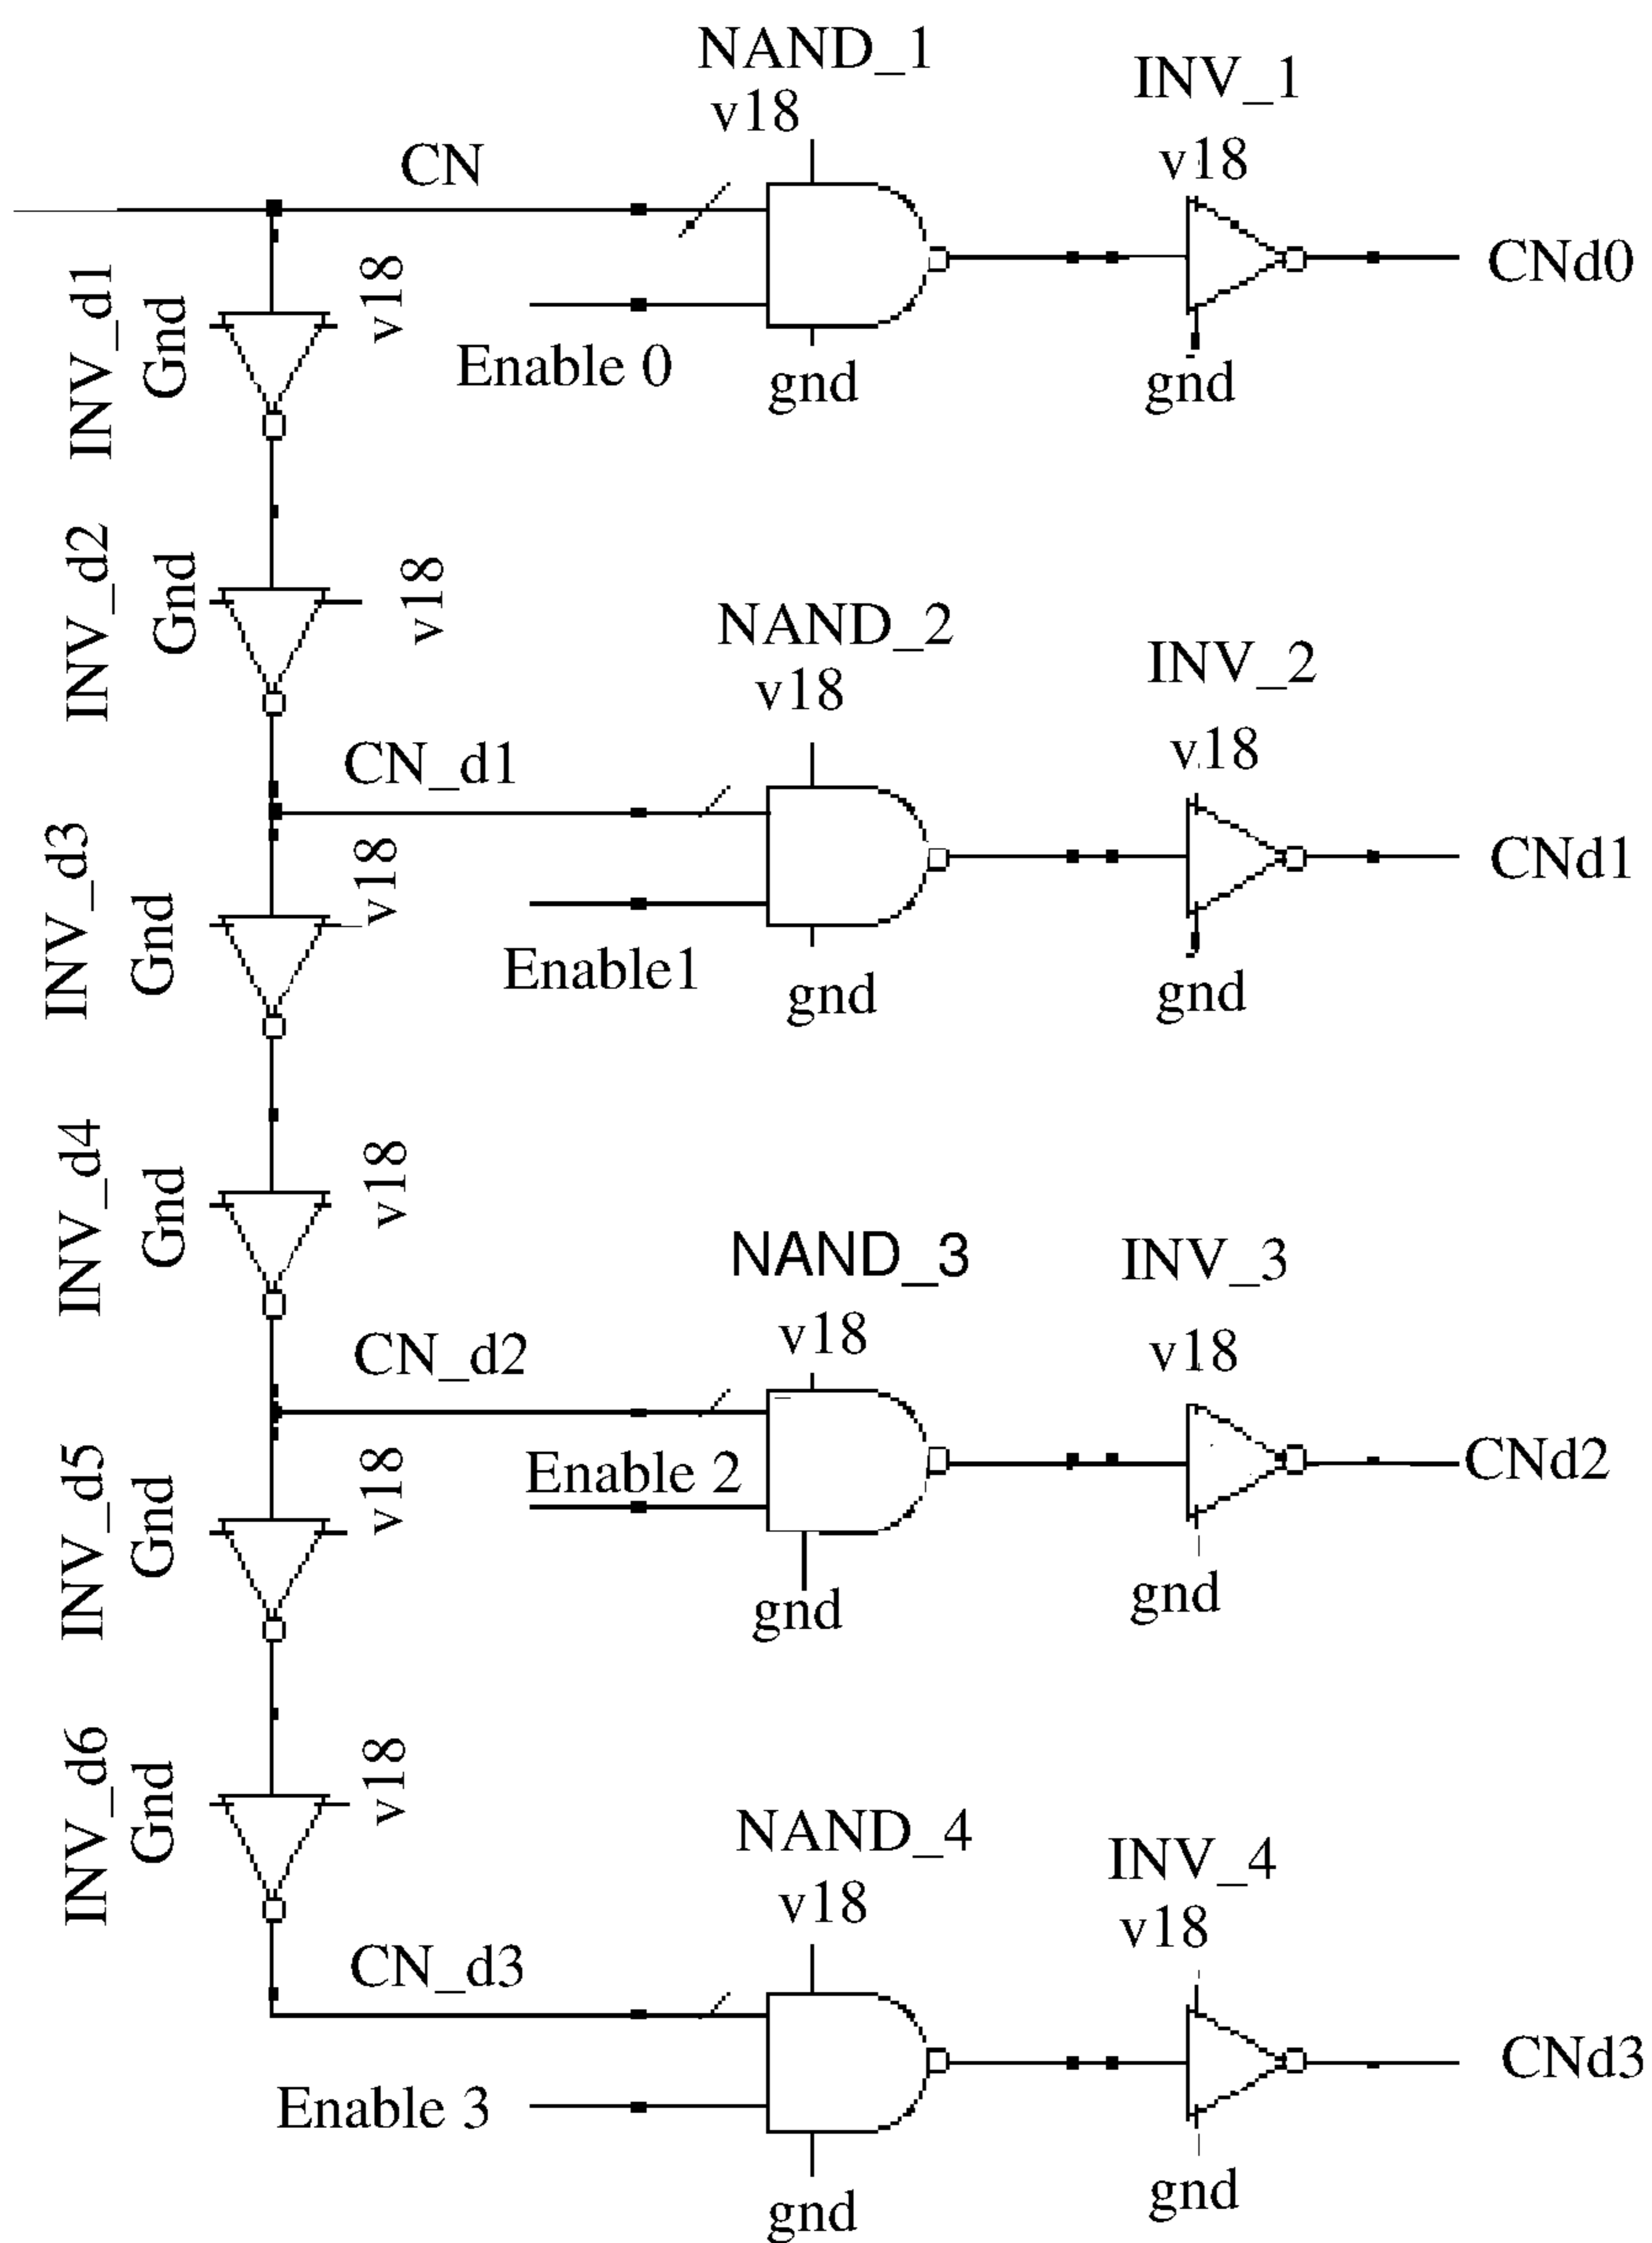 NAND_1
v18
INV_1
v18
CN
CNd0
INV_d1
Gnd
v18
Enable 0
gnd
gnd
INV_d2
Gnd
v18
NAND_2
v18
INV_2
v18
CN_d1
CNd1
INV_d3
Gnd
v18
Enable1
gnd
gnd
INV_d4
Gnd
v18
NAND_3
v18
INV_3
v18
CN_d2
CNd2
INV_d5
Gnd
v18
Enable 2
gnd
gnd
INV_d6
Gnd
v18
NAND_4
v18
INV_4
v18
CN_d3
CNd3
Enable 3
gnd
gnd